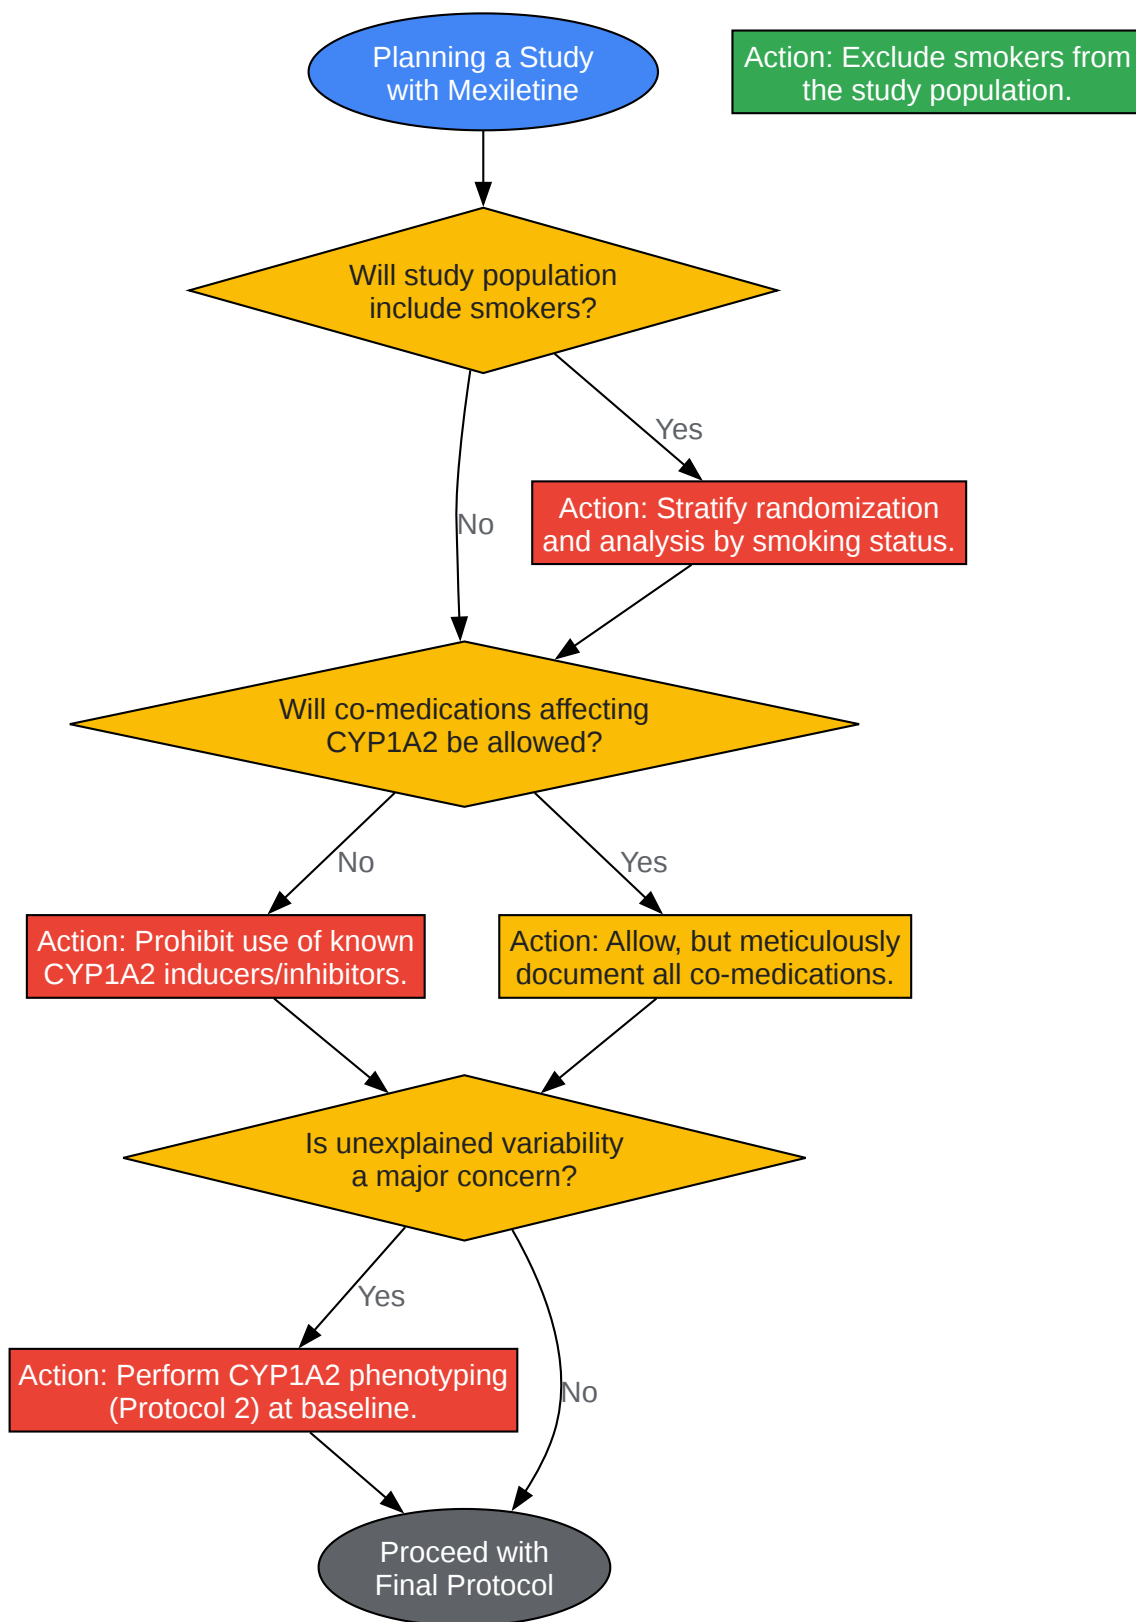 Planning a Study
with Mexiletine
Action: Exclude smokers from
the study population.
Will study population
include smokers?
Yes
Action: Stratify randomization
and analysis by smoking status.
No
Will co-medications affecting
CYP1A2 be allowed?
No
Yes
Action: Prohibit use of known
CYP1A2 inducers/inhibitors.
Action: Allow, but meticulously
document all co-medications.
Is unexplained variability
a major concern?
Yes
Action: Perform CYP1A2 phenotyping
(Protocol 2) at baseline.
No
Proceed with
Final Protocol